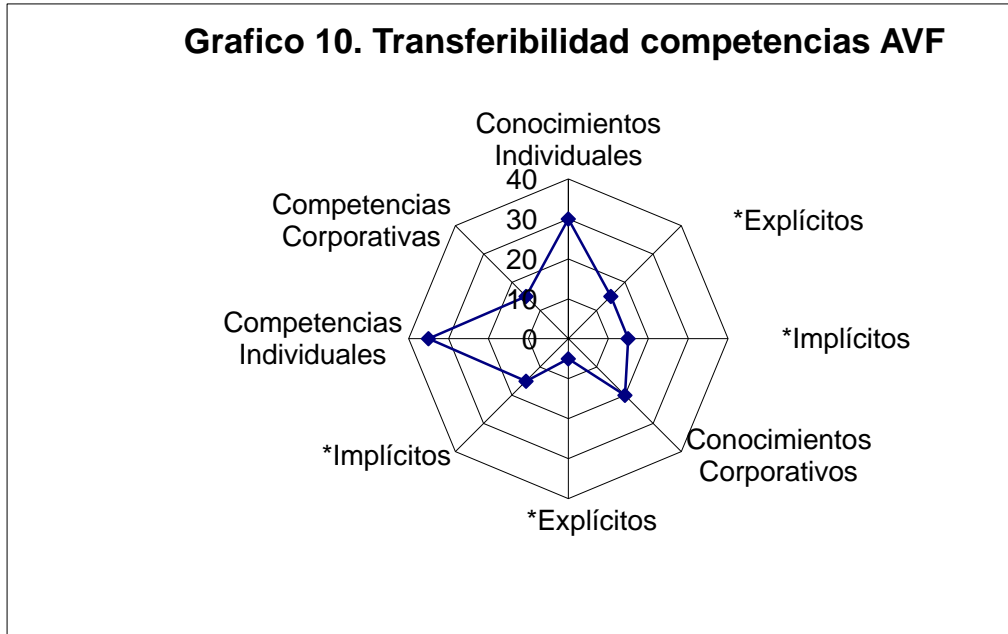 Grafico 10. Transferibilidad competencias AVF
Conocimientos
Individuales
*Explícitos
*Implícitos
Conocimientos
Corporativos
*Explícitos
*Implícitos
Competencias
Individuales
Competencias
Corporativas
40
30
20
10
0